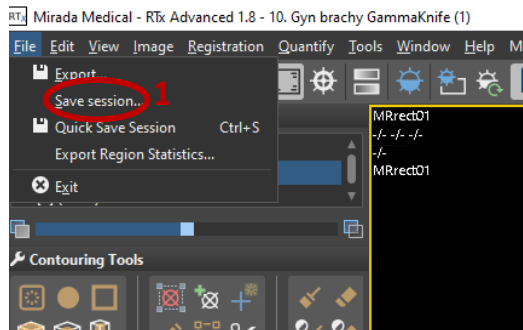 RTx Mirada Medical - RTx Advanced 1.8 - 10. Gyn brachy GammaKnife (1)
File Edit View Image Registration Quantify Tools Window Help M
Export...
Save session... 1
Quick Save Session Ctrl+S
Export Region Statistics...
Exit
MRrect01
-/- -/- -/-
-/-
MRrect01
Contouring Tools